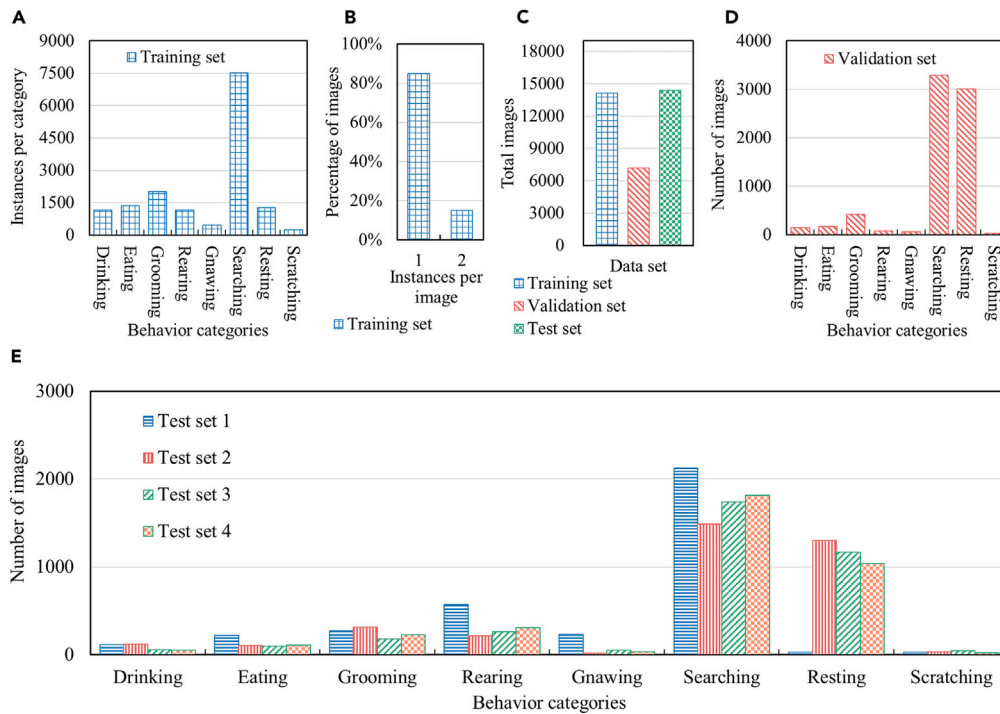 A
Instances per category
9000
7500
6000
4500
3000
1500
0
Training set
Drinking
Eating
Grooming
Rearing
Gnawing
Searching
Resting
Scratching
Behavior categories
B
Percentage of images
100%
80%
60%
40%
20%
0%
1 2
Instances per
image
Training set
C
Total images
18000
15000
12000
9000
6000
3000
0
Data set
Training set
Validation set
Test set
D
Number of images
4000
3000
2000
1000
0
Validation set
Drinking
Eating
Grooming
Rearing
Gnawing
Searching
Resting
Scratching
Behavior categories
E
Number of images
3000
2000
1000
0
Test set 1
Test set 2
Test set 3
Test set 4
Drinking Eating Grooming Rearing Gnawing Searching Resting Scratching
Behavior categories